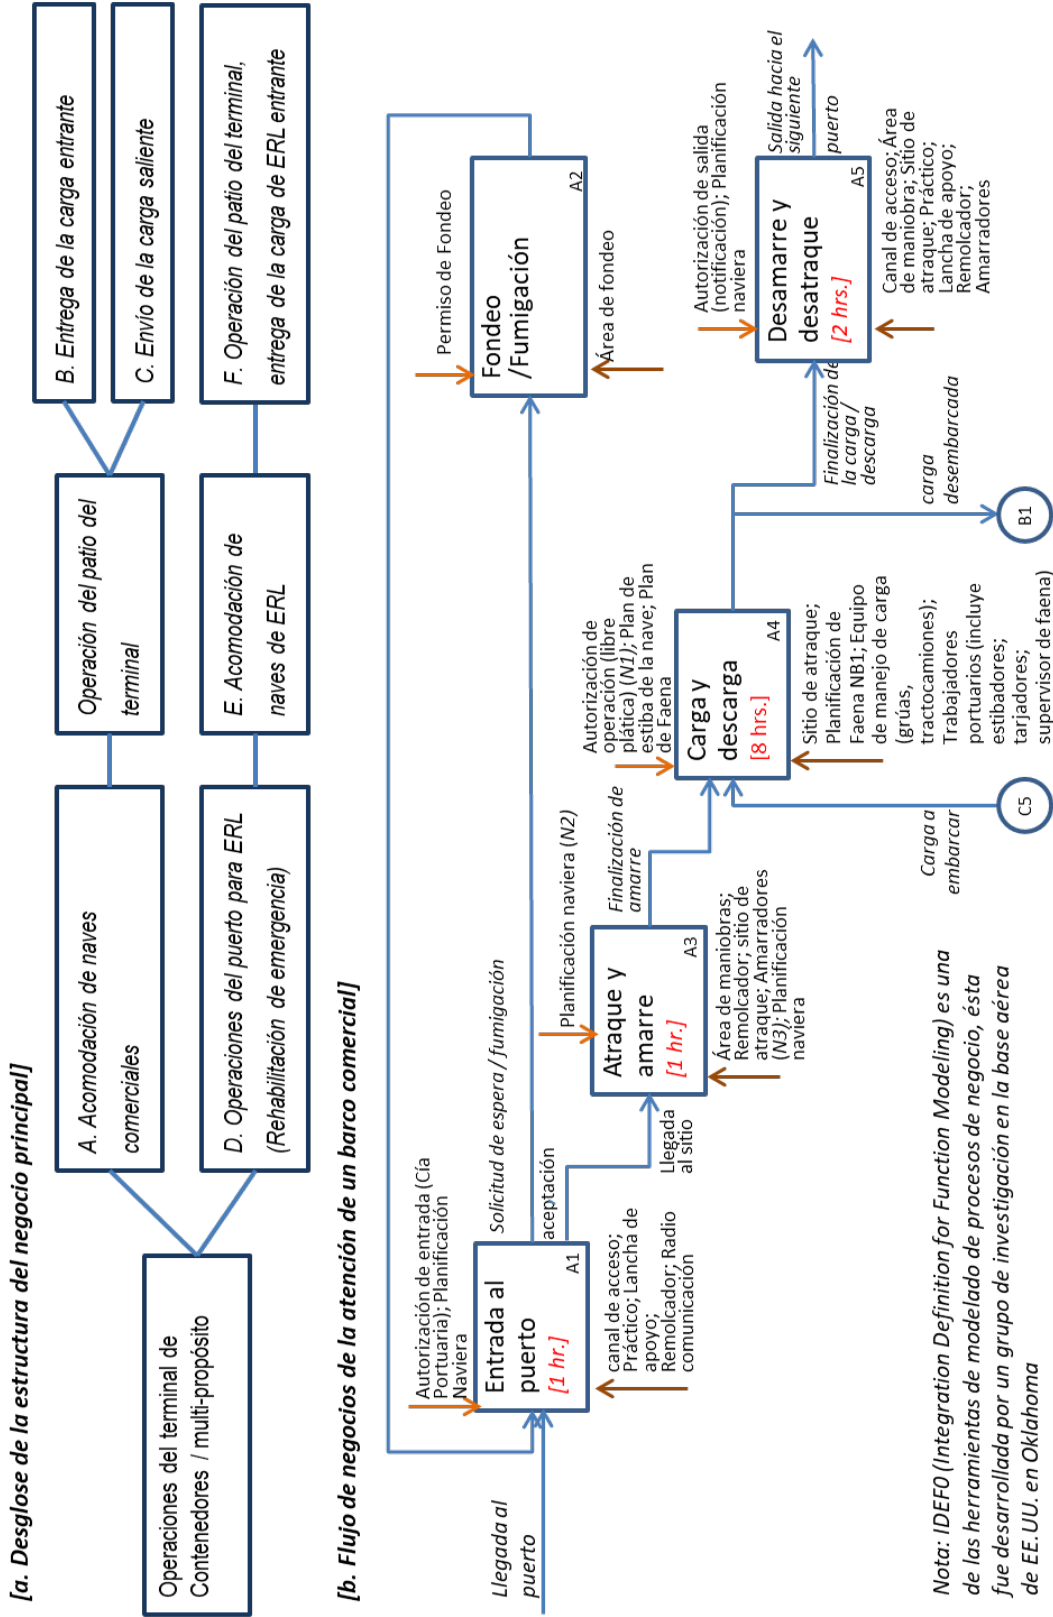 [a. Desglose de la estructura del negocio principal]
Operaciones del terminal de
Contenedores / multi-propósito
A. Acomodación de naves
comerciales
Operación del patio del
terminal
B. Entrega de la carga entrante
C. Envío de la carga saliente
D. Operaciones del puerto para ERL
(Rehabilitación de emergencia)
E. Acomodación de
naves de ERL
F. Operación del patio del terminal,
entrega de la carga de ERL entrante
[b. Flujo de negocios de la atención de un barco comercial]
Llegada al
puerto
Autorización de entrada (Cía
Portuaria); Planificación
Naviera
Entrada al
puerto
[1 hr.]
A1
canal de acceso;
Práctico; Lancha de
apoyo;
Remolcador; Radio
comunicación
Solicitud de espera / fumigación
aceptación
Llegada
al sitio
Permiso de Fondeo
Fondeo
/Fumigación
A2
Área de fondeo
Planificación naviera (N2)
Ataque y
amarre
[1 hr.]
A3
Área de maniobras;
Remolcador; sitio de
atraque; Amarradores
(N3); Planificación
naviera
Finalización de
amarre
Autorización de
operación (libre
plática) (N1); Plan de
estiba de la nave; Plan
de Faena
Carga y
descarga
[8 hrs.]
A4
Sitio de atraque;
Planificación de
Faena NB1; Equipo
de manejo de carga
(grúas,
tractocamiones);
Trabajadores
portuarios (incluye
estibadores;
tarjadores;
supervisor de faena)
Carga a
embarcar
C5
Finalización de
la carga /
descarga
carga
desembarcada
B1
Autorización de salida
(notificación); Planificación
naviera
Desamarre y
desatraque
[2 hrs.]
A5
Canal de acceso; Área
de maniobra; Sitio de
atraque; Práctico;
Lancha de apoyo;
Remolcador;
Amarradores
Salida hacia el
siguiente
puerto
Nota: IDEF0 (Integration Definition for Function Modeling) es una
de las herramientas de modelado de procesos de negocio, ésta
fue desarrollada por un grupo de investigación en la base aérea
de EE.UU. en Oklahoma